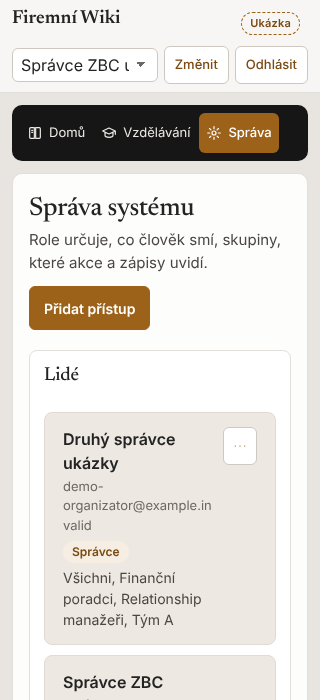 Firemní Wiki
Ukázka
Správce ZBC u
Změnit
Odhlásit
Domů
Vzdělávání
Správa
Správa systému
Role určuje, co člověk smí, skupiny,
které akce a zápisy uvidí.
Přidat přístup
Lidé
Druhý správce
ukázky
...
demo-
organizator@example.in
valid
Správce
Všichni, Finanční
poradci, Relationship
manažeři, Tým A
Správce ZBC